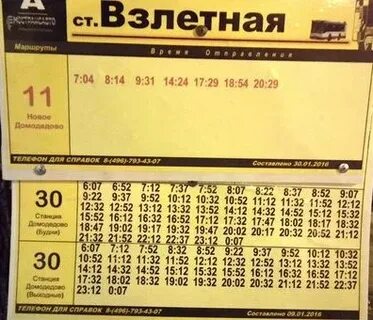 А
МОСТРАНСАВТО
ст. Взлетная
Маршруты
Время Отправления
7:04 8:14 9:31 14:24 17:29 18:54 20:29
11
Новое
Домодедово
ТЕЛЕФОН ДЛЯ СПРАВОК 8-(496)-793-43-07 Составлено 30.01.2016
30
Станция
Домодедово
(Будни)
6:07 6:52 7:12 7:37 7:52 8:07 8:22 8:37 8:52 9:07
9:22 9:37 9:52 10:12 10:32 10:52 11:12 11:32 11:52 12:12
12:32 12:52 13:12 13:32 13:52 14:12 14:32 14:52 15:12 15:32
15:52 16:12 16:32 16:52 17:12 17:32 17:47 18:02 18:17 18:32
18:47 19:02 19:17 19:32 19:47 20:02 20:17 20:32 20:52 21:12
21:32 21:52 22:12 22:37 23:12 0:07
30
Станция
Домодедово
(Выходные)
6:07 7:12 7:52 8:12 8:32 8:52 9:32 9:52 10:12 10:32
10:52 11:12 11:32 11:52 12:12 12:32 12:52 13:12 13:32 13:52
14:12 14:32 14:52 15:12 15:32 15:52 16:12 16:32 16:52 17:12
17:32 18:02 18:32 19:02 19:32 20:02 20:32 21:12 21:52 22:37
23:12 0:07
ТЕЛЕФОН ДЛЯ СПРАВОК 8-(496)-793-43-07 Составлено 09.01.2016